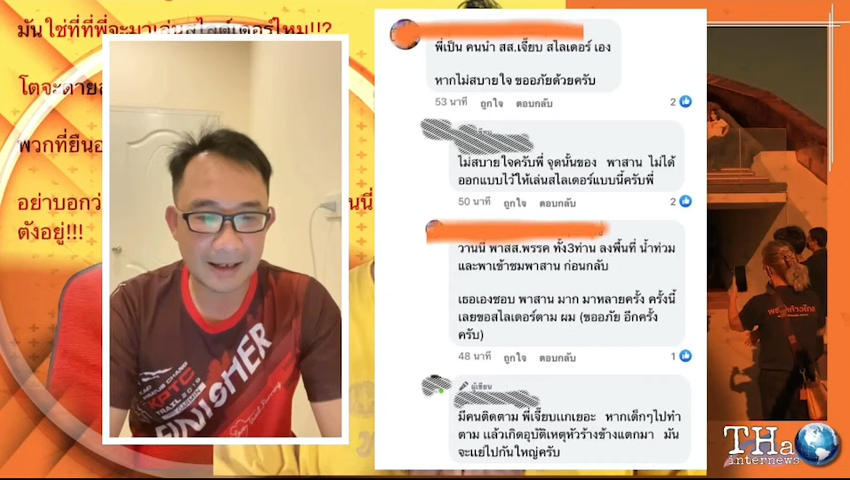 มันใช่ที่ที่พี่จะมาเล่นสไลด์เดอร์ไหม!!?
โตจะตาย
พวกที่ยืน
อย่าบอก
นนี่
ตังอยู่!!!
พี่เป็น คนนำ สส.เจี๊ยบ สไลเดอร์ เอง
หากไม่สบายใจ ขออภัยด้วยครับ
53 นาที ถูกใจ ตอบกลับ 2
ไม่สบายใจครับพี่ จุดนั้นของ พาสาน ไม่ได้
ออกแบบไว้ให้เล่นสไลเดอร์แบบนี้ครับพี่
50 นาที ถูกใจ ตอบกลับ 2
วานนี้ พาสส.พรรค ทั้ง3ท่าน ลงพื้นที่ น้ำท่วม
และพาเข้าชมพาสาน ก่อนกลับ
เธอเองชอบ พาสาน มาก มาหลายครั้ง ครั้งนี้
เลยขอสไลเดอร์ตาม ผม (ขออภัย อีกครั้ง
ครับ)
48 นาที ถูกใจ ตอบกลับ 1
ผู้เขียน
มีคนติดตาม พี่เจี๊ยบแกเยอะ หากเด็กๆไปทำ
ตาม แล้วเกิดอุบัติเหตุหัวร้างข้างแตกมา มัน
จะแย่ไปกันใหญ่ครับ
KPTC
TRAIL 2019
FINISHER
THa
internews